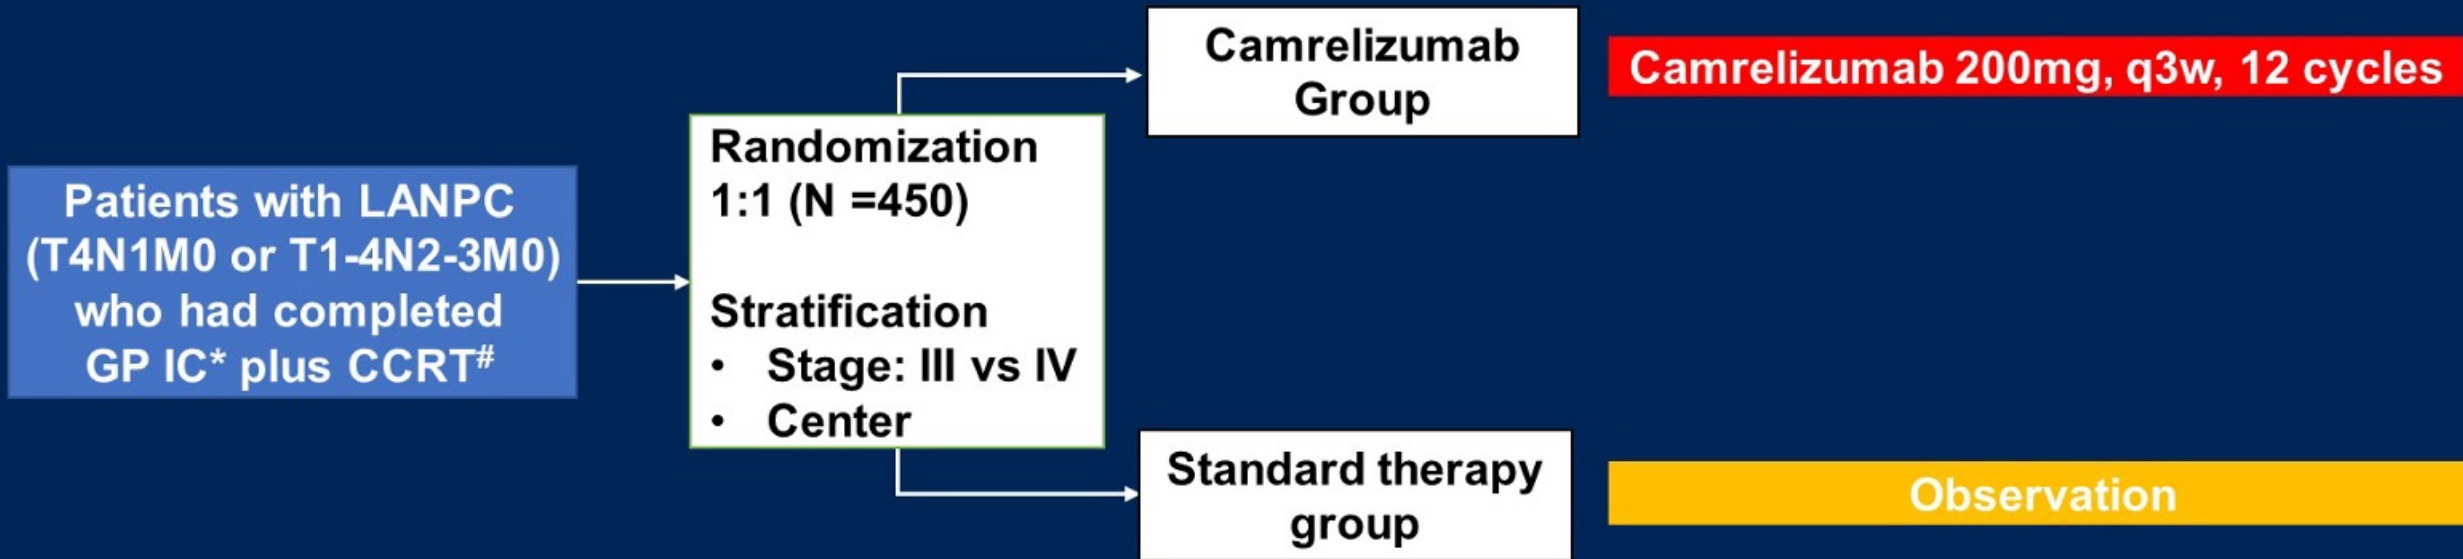 Patients with LANPC
(T4N1M0 or T1-4N2-3M0)
who had completed
GP IC* plus CCRT#
Randomization
1:1 (N =450)
Stratification
• Stage: III vs IV
• Center
Camrelizumab
Group
Camrelizumab 200mg, q3w, 12 cycles
Standard therapy
group
Observation